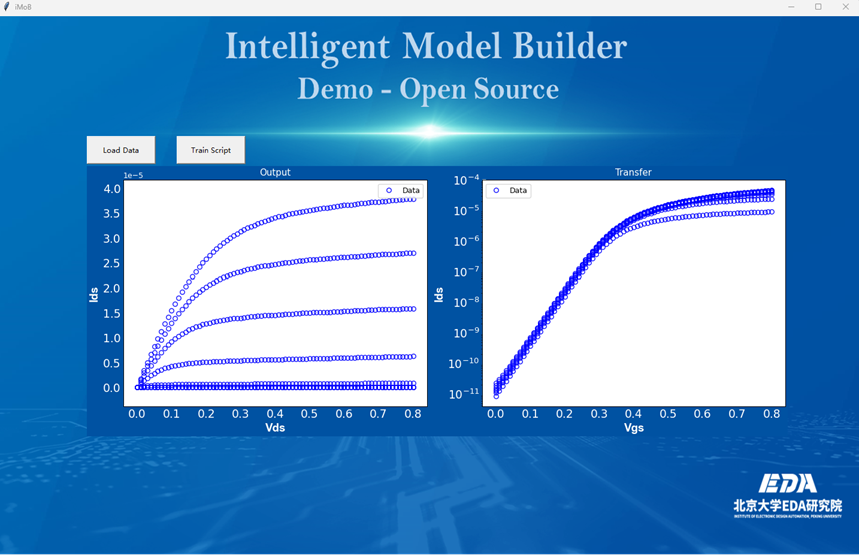 iMoB
Intelligent Model Builder
Demo - Open Source
Load Data
Train Script
Output
1e−5
Data
4.0
3.5
3.0
2.5
2.0
1.5
1.0
0.5
0.0
Ids
0.0 0.1 0.2 0.3 0.4 0.5 0.6 0.7 0.8
Vds
Transfer
Data
10⁻⁴
10⁻⁵
10⁻⁶
10⁻⁷
10⁻⁸
10⁻⁹
10⁻¹⁰
10⁻¹¹
Ids
0.0 0.1 0.2 0.3 0.4 0.5 0.6 0.7 0.8
Vgs
EDA
北京大学EDA研究院
INSTITUTE OF ELECTRONIC DESIGN AUTOMATION, PEKING UNIVERSITY